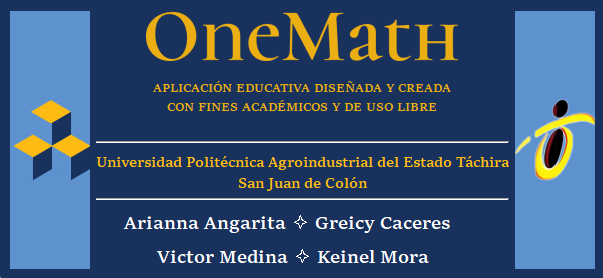 OneMath
APLICACIÓN EDUCATIVA DISEÑADA Y CREADA
CON FINES ACADÉMICOS Y DE USO LIBRE
Universidad Politécnica Agroindustrial del Estado Táchira
San Juan de Colón
Arianna Angarita ✧ Greicy Caceres
Victor Medina ✧ Keinel Mora